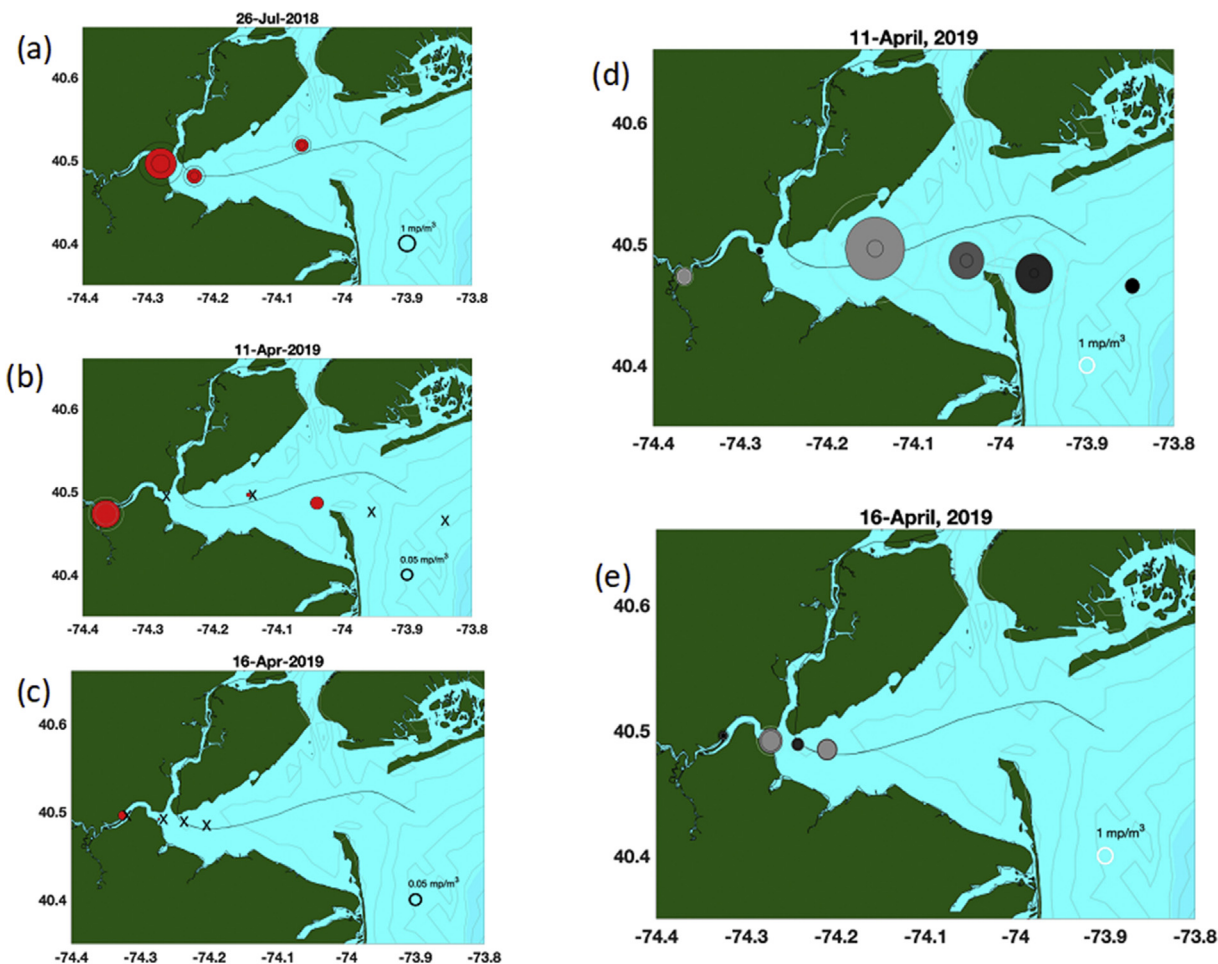 (a)
26-Jul-2018
40.6
40.5
40.4
1 mp/m³
-74.4 -74.3 -74.2 -74.1 -74 -73.9 -73.8
(b)
11-Apr-2019
40.6
40.5
40.4
X X X X
0.05 mp/m³
-74.4 -74.3 -74.2 -74.1 -74 -73.9 -73.8
(c)
16-Apr-2019
40.6
40.5
40.4
X X X X
0.05 mp/m³
-74.4 -74.3 -74.2 -74.1 -74 -73.9 -73.8
(d)
11-April, 2019
40.6
40.5
40.4
1 mp/m³
-74.4 -74.3 -74.2 -74.1 -74 -73.9 -73.8
(e)
16-April, 2019
40.6
40.5
40.4
1 mp/m³
-74.4 -74.3 -74.2 -74.1 -74 -73.9 -73.8